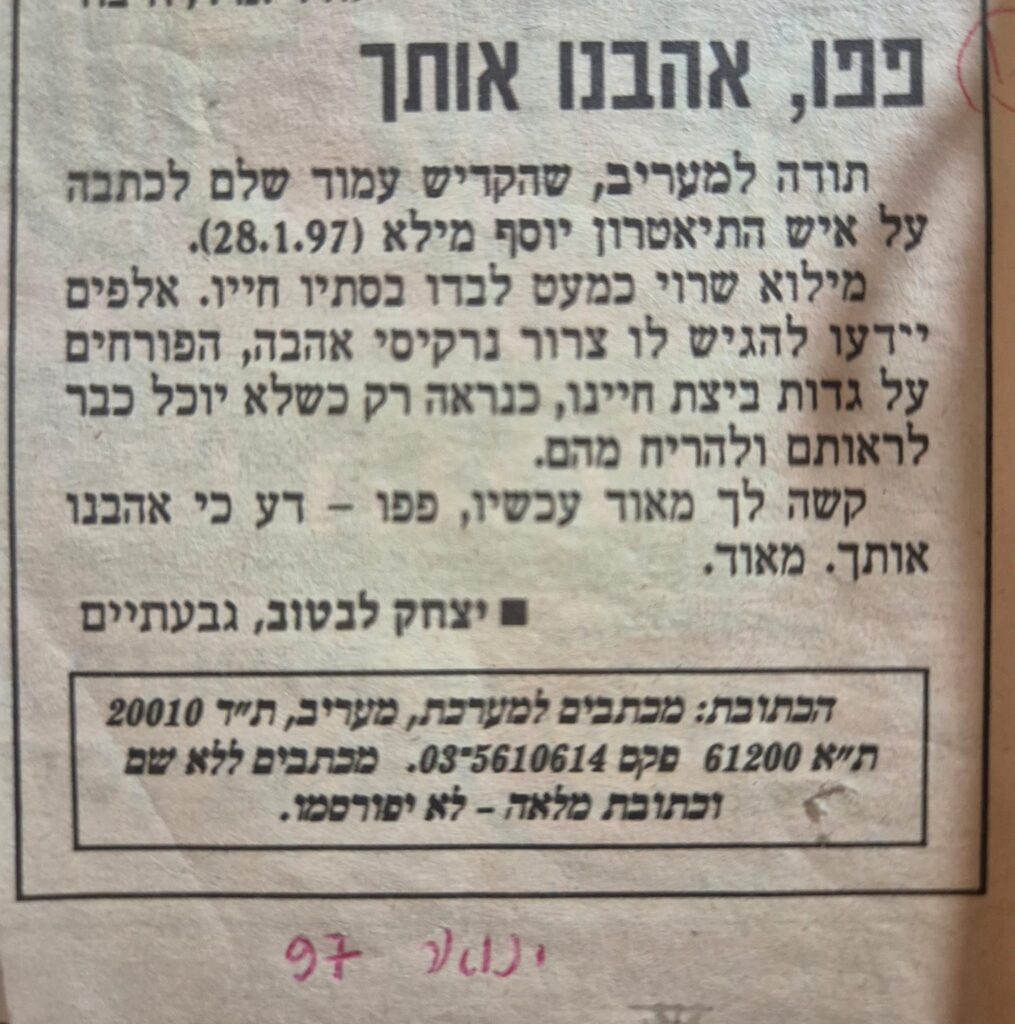 פפו, אהבנו אותך
תודה למעריב, שהקדיש עמוד שלם לכתבה
על איש התיאטרון יוסף מילא (28.1.97).
מילוא שרוי כמעט לבדו בסתיו חייו. אלפים
יידעו להגיש לו צרור נרקיסי אהבה, הפורחים
על גדות ביצת חיינו, כנראה רק כשלא יוכל כבר
לראותם ולהריח מהם.
קשה לך מאוד עכשיו, פפו – דע כי אהבנו
אותך. מאוד.
■ יצחק לבטוב, גבעתיים
הכתובת: מכתבים למערכת, מעריב, ת"ד 20010
ת"א 61200 פקס 03-5610614. מכתבים ללא שם
וכתובת מלאה – לא יפורסמו.
ינואר 97